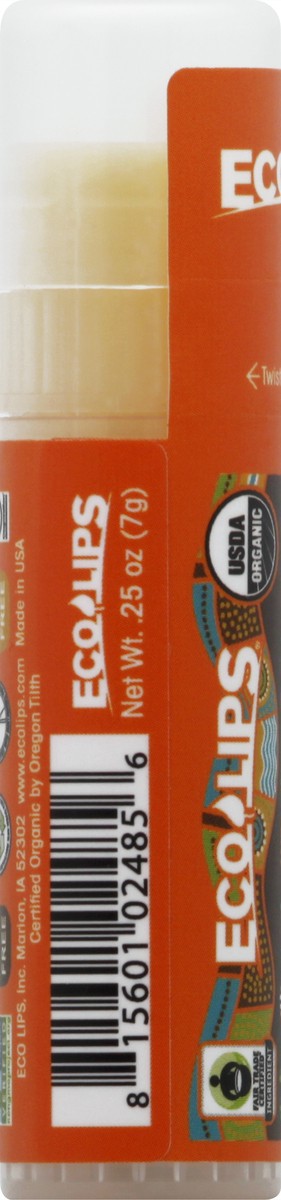 ECO
← Twist
USDA
ORGANIC
ECO LIPS
FAIR TRADE
CERTIFIED
INGREDIENT
ECO LIPS
Net Wt. .25 oz (7g)
8 15601 02485 6
FREE
FREE
VERIFIED
ECO LIPS, Inc. Marion, IA 52302 www.ecolips.com Made in USA
Certified Organic by Oregon Tilth